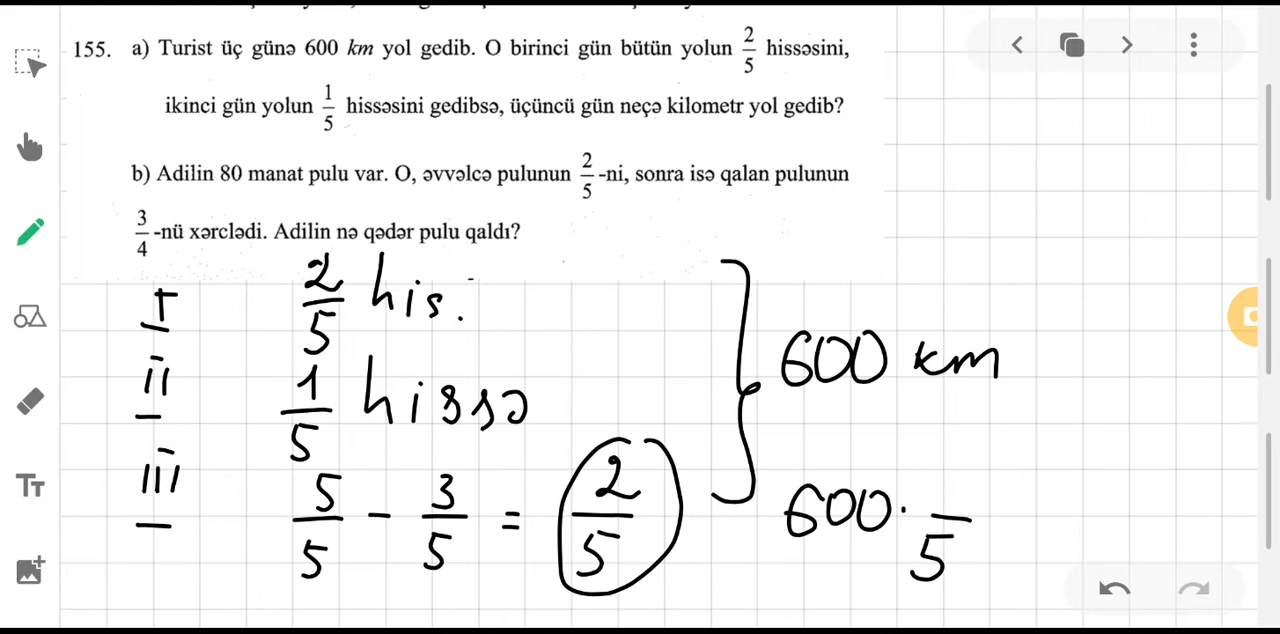 155. a) Turist üç günə 600 km yol gedib. O birinci gün bütün yolun 2/5 hissəsini,
ikinci gün yolun 1/5 hissəsini gedibsə, üçüncü gün neçə kilometr yol gedib?
b) Adilin 80 manat pulu var. O, əvvəlcə pulunun 2/5 -ni, sonra isə qalan pulunun
3/4 -nü xərclədi. Adilin nə qədər pulu qaldı?
I 2/5 his.
II 1/5 hissə
600 km
III 5/5 - 3/5 = 2/5
600 · /5
TT